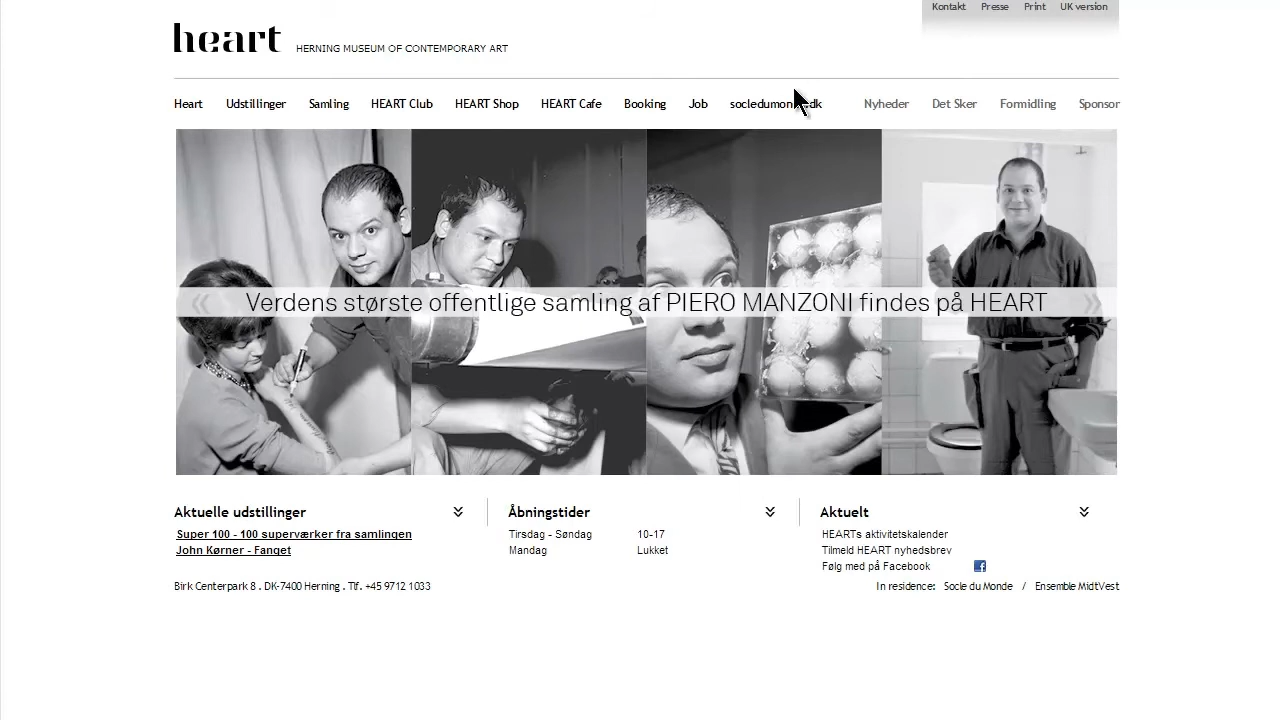 Kontakt Presse Print UK version
heart HERNING MUSEUM OF CONTEMPORARY ART
Heart Udstillinger Samling HEART Club HEART Shop HEART Cafe Booking Job socledumonde.dk Nyheder Det Sker Formidling Sponsor
« Verdens største offentlige samling af PIERO MANZONI findes på HEART »
Aktuelle udstillinger
Super 100 - 100 superværker fra samlingen
John Kørner - Fanget
Åbningstider
Tirsdag - Søndag 10-17
Mandag Lukket
Aktuelt
HEARTs aktivitetskalender
Tilmeld HEART nyhedsbrev
Følg med på Facebook
Birk Centerpark 8 . DK-7400 Herning . Tlf. +45 9712 1033
In residence: Socle du Monde / Ensemble MidtVest